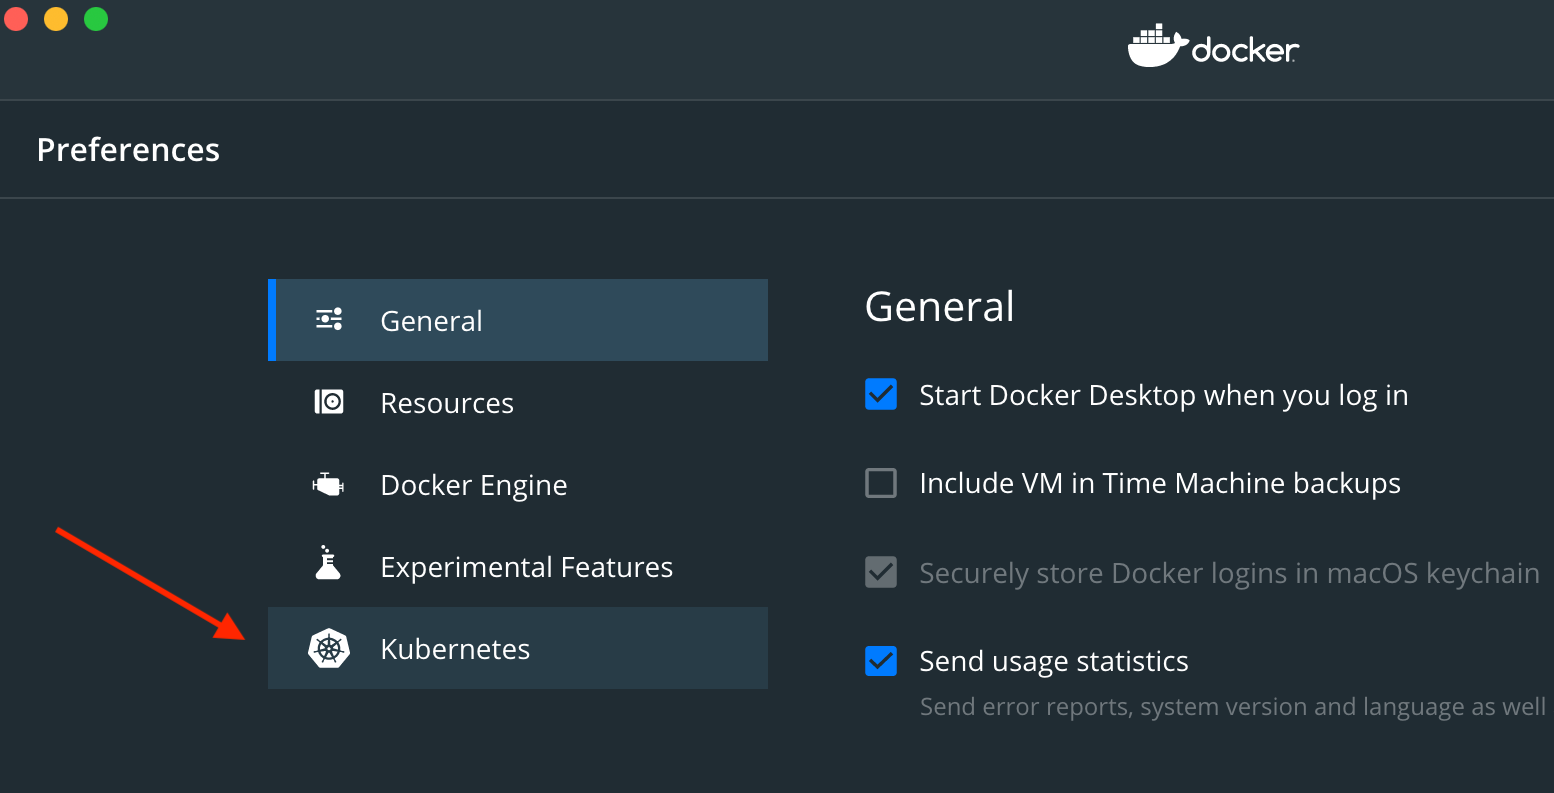 docker
Preferences
General
Resources
Docker Engine
Experimental Features
Kubernetes
General
Start Docker Desktop when you log in
Include VM in Time Machine backups
Securely store Docker logins in macOS keychain
Send usage statistics
Send error reports, system version and language as well